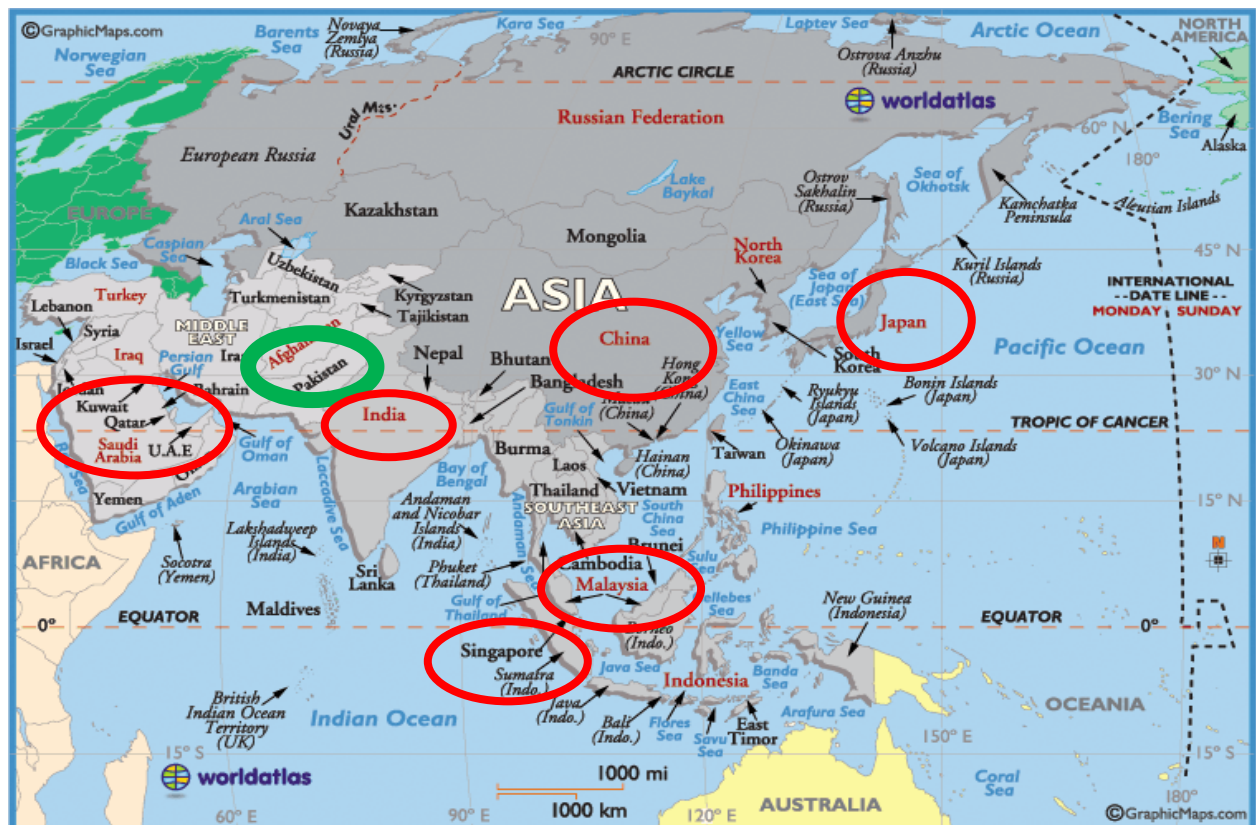 ©GraphicMaps.com
Norwegian
Sea
Barents
Sea
Novaya
Zemlya
(Russia)
Kara Sea
90° E
Laptev Sea
Ostrova Anzhu
(Russia)
Arctic Ocean
NORTH
AMERICA
ARCTIC CIRCLE
worldatlas
Bering
Sea
Alaska
Ural Mts.
Russian Federation
60° N
180°
European Russia
Lake
Baykal
Ostrov
Sakhalin
(Russia)
Sea of
Okhotsk
Kamchatka
Peninsula
Aleutian Islands
EUROPE
Aral Sea
Kazakhstan
Mongolia
North
Korea
45° N
Caspian
Sea
Black Sea
Uzbekistan
Kyrgyzstan
Tajikistan
Turkmenistan
ASIA
Sea of
Japan
(East Sea)
Kuril Islands
(Russia)
INTERNATIONAL
--DATE LINE--
MONDAY SUNDAY
Turkey
Lebanon
Syria
Israel
MIDDLE
EAST
Iraq
Persian
Gulf
Afghanistan
Pakistan
Nepal
Bhutan
Bangladesh
China
Yellow
Sea
Japan
South
Korea
Pacific Ocean
30° N
Jordan
Kuwait
Bahrain
Qatar
Saudi
Arabia
U.A.E
India
Hong
Kong
(China)
(China)
Gulf of
Tonkin
East
China
Sea
Ryukyu
Islands
(Japan)
Bonin Islands
(Japan)
TROPIC OF CANCER
Gulf of
Oman
Burma
Laos
Hainan
(China)
Taiwan
Okinawa
(Japan)
Volcano Islands
(Japan)
Yemen
Gulf of Aden
Arabian
Sea
Laccadive Sea
Bay of
Bengal
Thailand
Vietnam
SOUTHEAST
ASIA
Philippines
15° N
AFRICA
Socotra
(Yemen)
Lakshadweep
Islands
(India)
Andaman
and Nicobar
Islands
(India)
Andaman Sea
South
China
Sea
Philippine Sea
N
Sri
Lanka
Phuket
(Thailand)
Cambodia
Brunei
Sulu
Sea
Maldives
Gulf of
Thailand
Malaysia
Celebes
Sea
New Guinea
(Indonesia)
EQUATOR
0°
EQUATOR
0°
Singapore
Sumatra
(Indo.)
Borneo
(Indo.)
Java Sea
Indonesia
Banda
Sea
British
Indian Ocean
Territory
(UK)
Indian Ocean
Java
(Indo.)
Bali
(Indo.)
Flores
Sea
Savu
Sea
East
Timor
Arafura Sea
OCEANIA
15° S
150° E
15° S
worldatlas
1000 mi
1000 km
60° E
90° E
120° E
AUSTRALIA
Coral
Sea
180°
©GraphicMaps.com